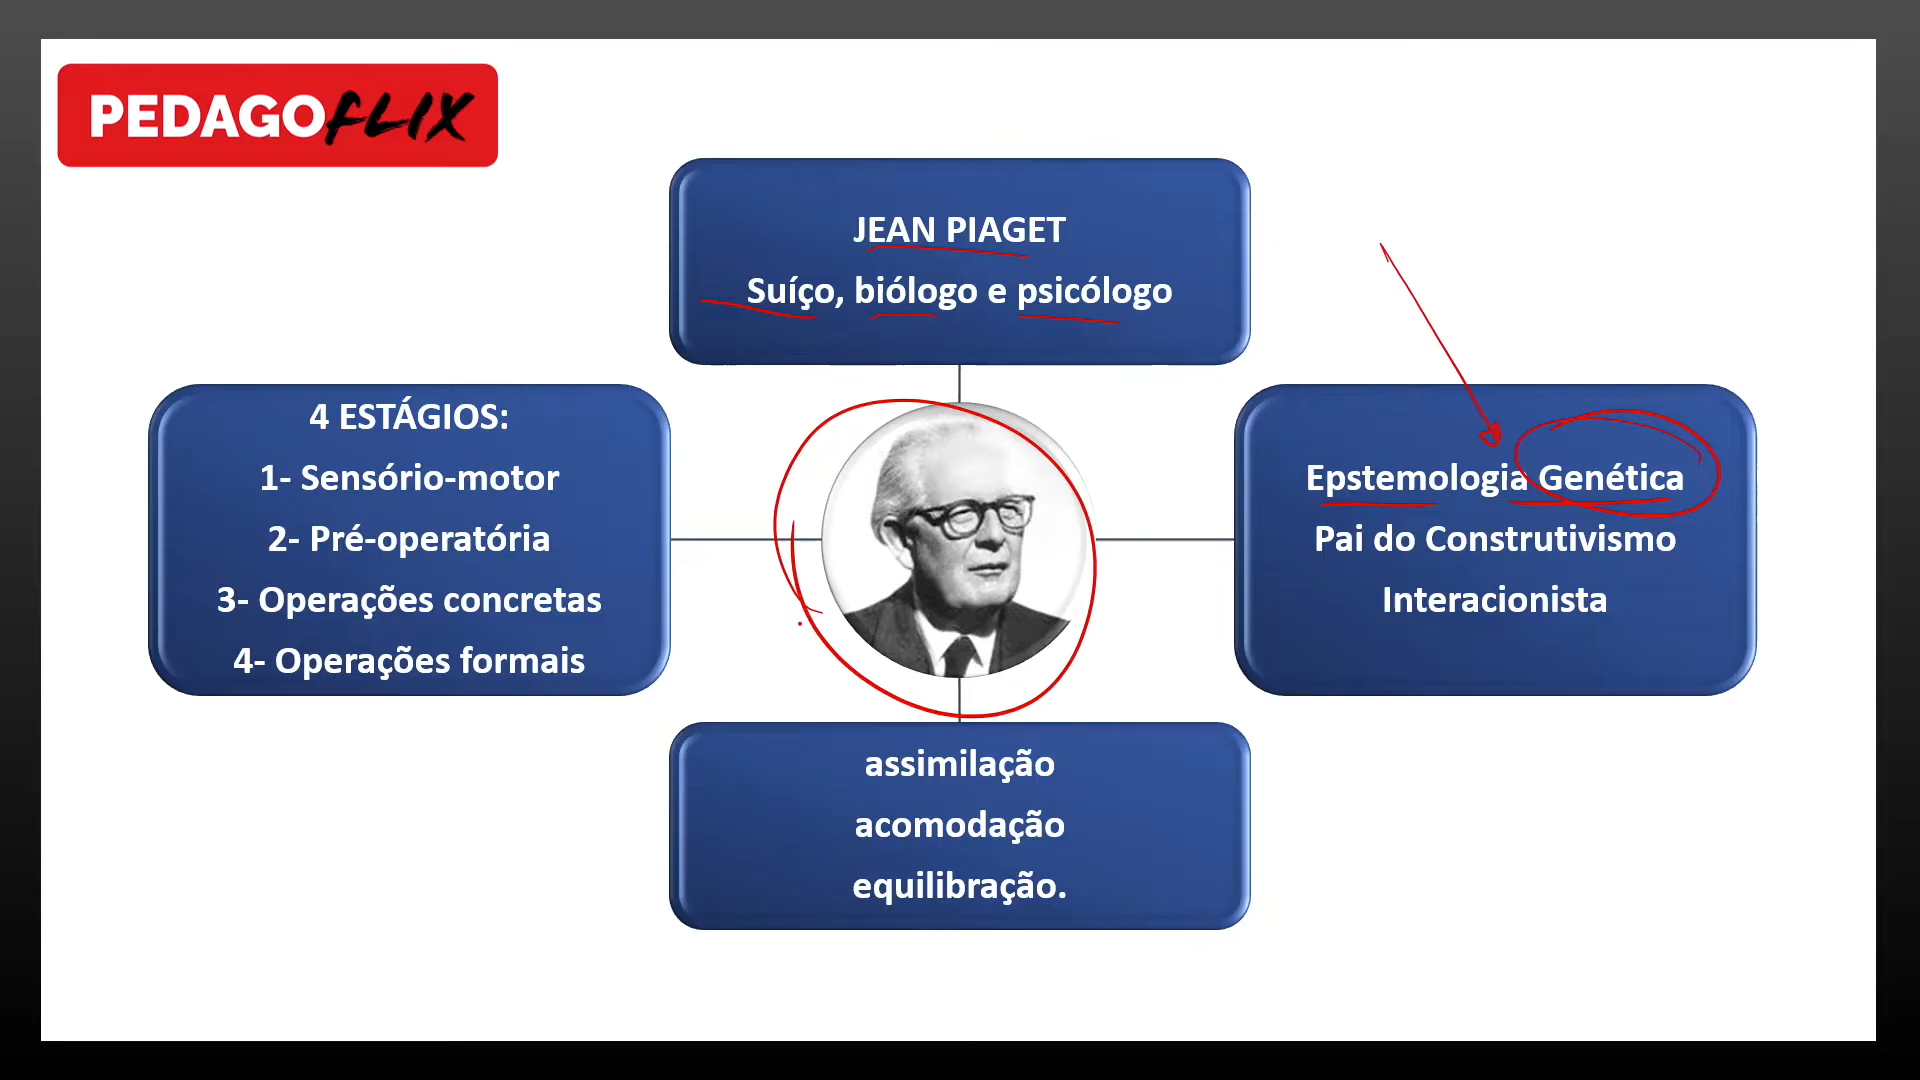 PEDAGOFLIX
JEAN PIAGET
Suíço, biólogo e psicólogo
4 ESTÁGIOS:
1- Sensório-motor
2- Pré-operatória
3- Operações concretas
4- Operações formais
Epstemologia Genética
Pai do Construtivismo
Interacionista
assimilação
acomodação
equilibração.